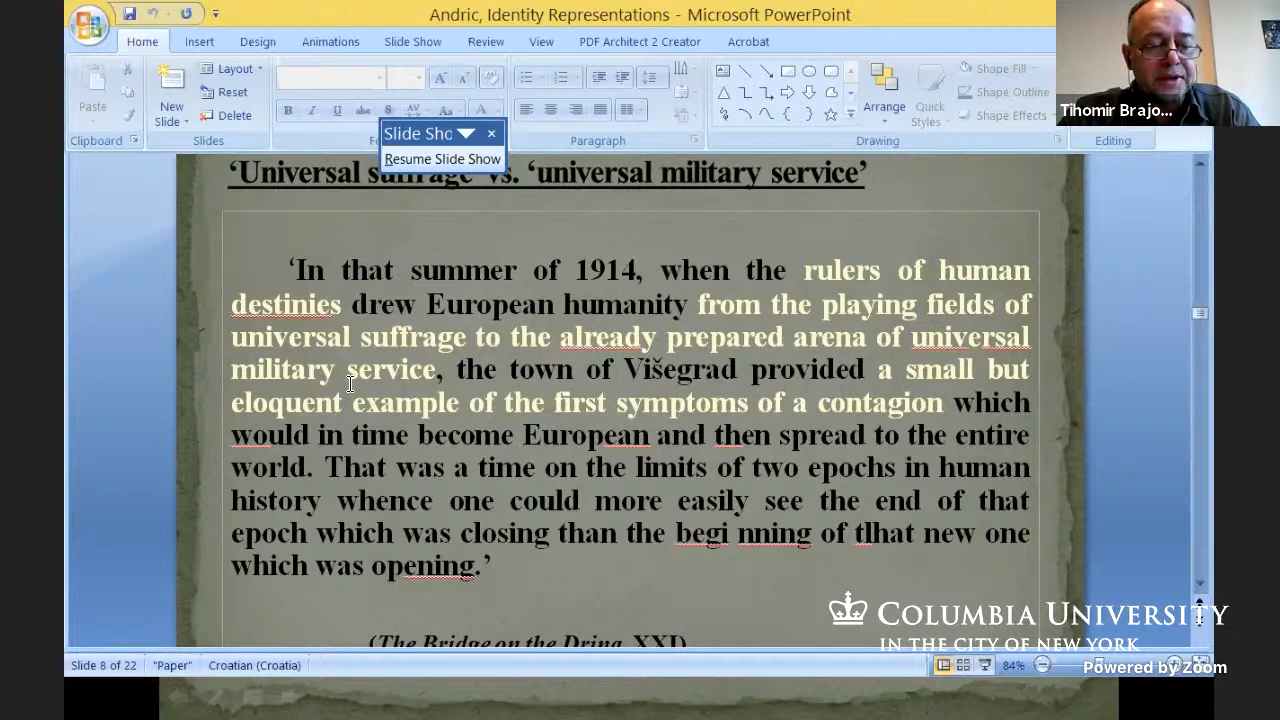 Andric, Identity Representations - Microsoft PowerPoint
Home Insert Design Animations Slide Show Review View PDF Architect 2 Creator Acrobat
Paste
Clipboard
New
Slide
Layout
Reset
Delete
Slides
B I U abc S AV Aa A
Paragraph
Arrange
Quick
Styles
Shape Fill
Shape Outline
Shape Effects
Drawing
Editing
Tihomir Brajo...
Slide Sho
Resume Slide Show
‘Universal suffrage vs. ‘universal military service’
‘In that summer of 1914, when the rulers of human
destinies drew European humanity from the playing fields of
universal suffrage to the already prepared arena of universal
military service, the town of Višegrad provided a small but
eloquent example of the first symptoms of a contagion which
would in time become European and then spread to the entire
world. That was a time on the limits of two epochs in human
history whence one could more easily see the end of that
epoch which was closing than the begi nning of tlhat new one
which was opening.’
(The Bridge on the Drina, XXI)
COLUMBIA UNIVERSITY
IN THE CITY OF NEW YORK
Slide 8 of 22 "Paper" Croatian (Croatia) 84%
Powered by Zoom